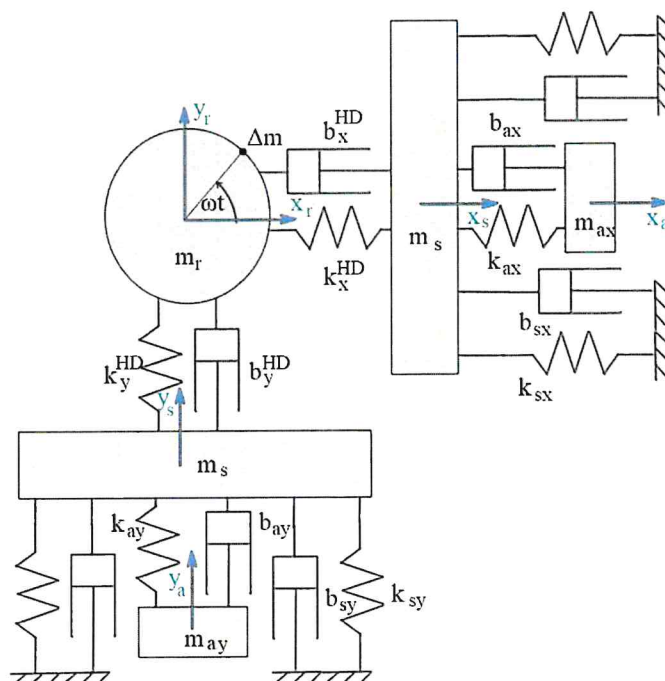 y_r
Δm
b_x^HD
b_ax
ωt
x_r
x_s
x_a
m_r
m_s
m_ax
k_x^HD
k_ax
b_sx
k_y^HD
b_y^HD
k_sx
y_s
m_s
k_ay
b_ay
y_a
b_sy
k_sy
m_ay